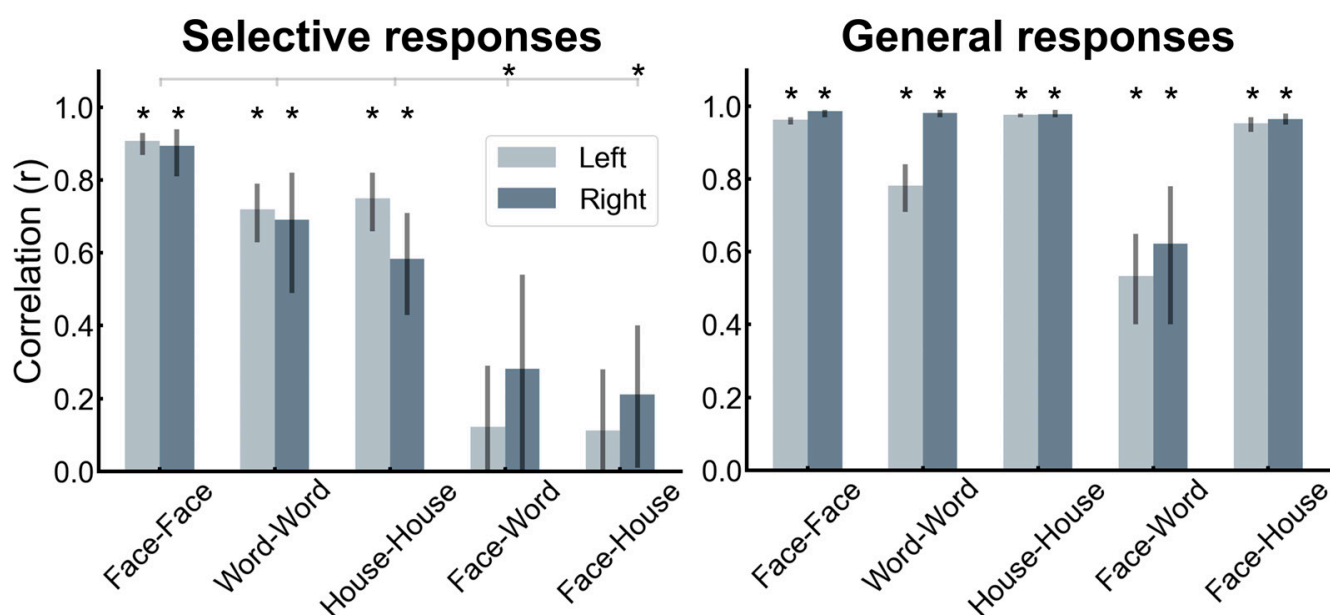 Selective responses
* *
* * * * * *
1.0
0.8
0.6
0.4
0.2
0.0
Correlation (r)
Left
Right
Face-Face
Word-Word
House-House
Face-Word
Face-House
General responses
* * * * * * * * * *
1.0
0.8
0.6
0.4
0.2
0.0
Face-Face
Word-Word
House-House
Face-Word
Face-House